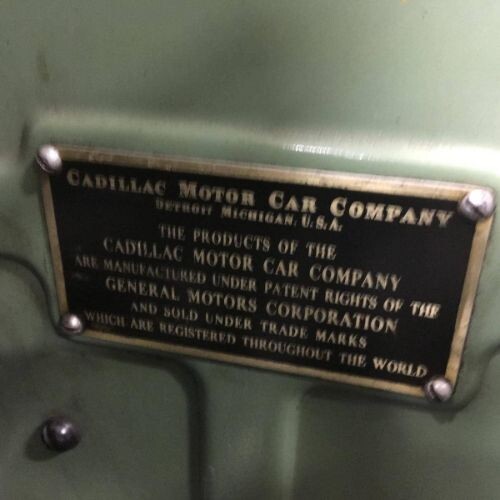 CADILLAC MOTOR CAR COMPANY
DETROIT MICHIGAN, U.S.A.
THE PRODUCTS OF THE
CADILLAC MOTOR CAR COMPANY
ARE MANUFACTURED UNDER PATENT RIGHTS OF THE
GENERAL MOTORS CORPORATION
AND SOLD UNDER TRADE MARKS
WHICH ARE REGISTERED THROUGHOUT THE WORLD